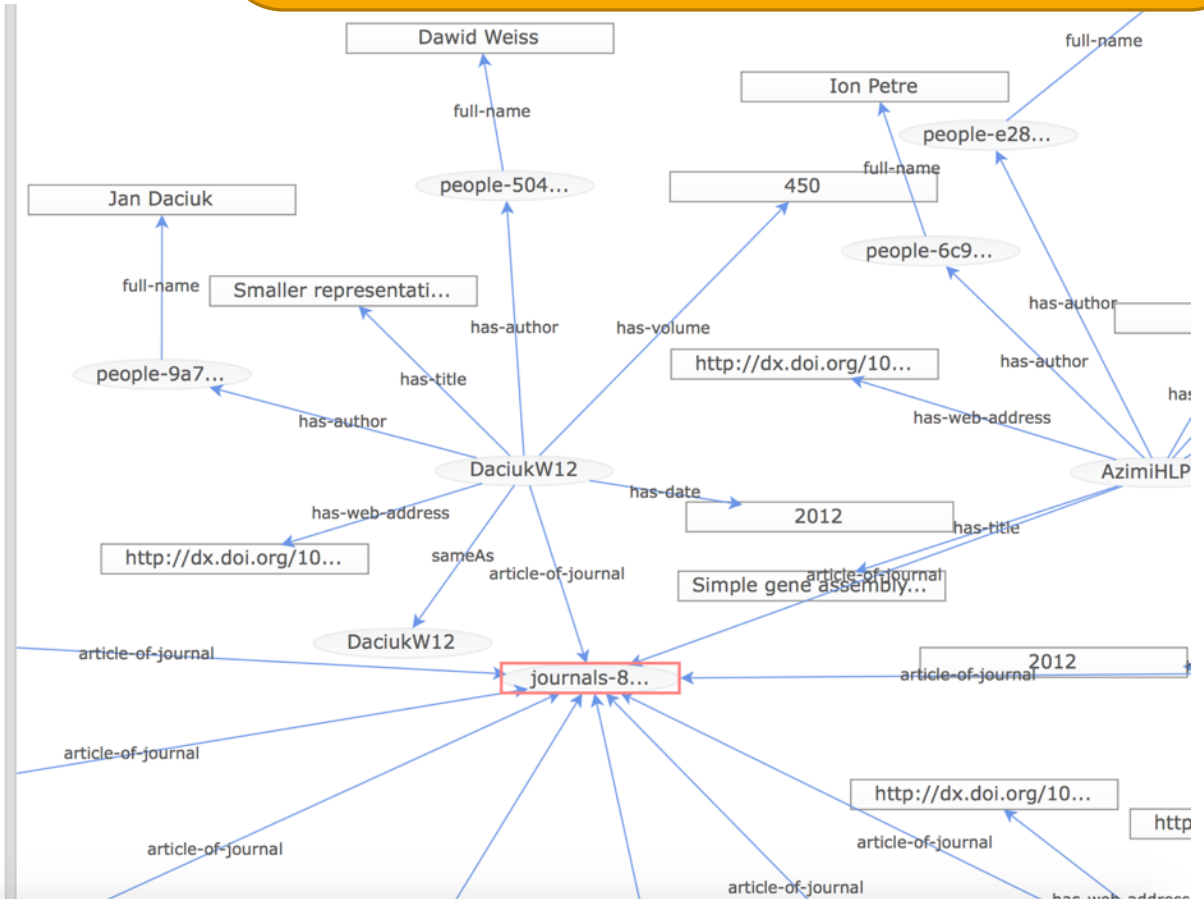 Dawid Weiss
full-name
Ion Petre
full-name
people-e28...
full-name
people-504...
450
Jan Daciuk
people-6c9...
full-name
Smaller representati...
has-author
has-author
has-volume
http://dx.doi.org/10...
has-author
people-9a7...
has-title
has
has-author
has-web-address
DaciukW12
AzimiHLP
has-date
has-web-address
2012
has-title
http://dx.doi.org/10...
sameAs
article-of-journal
article-of-journal
Simple gene assembly...
DaciukW12
article-of-journal
2012
journals-8...
article-of-journal
article-of-journal
http://dx.doi.org/10...
http
article-of-journal
article-of-journal
article-of-journal
has-web-address